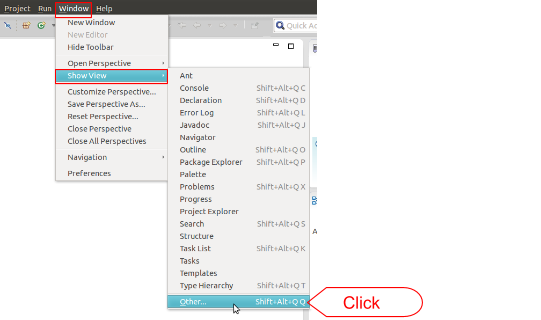 Project Run Window Help
Quick Ac
New Window
New Editor
Hide Toolbar
Open Perspective
Show View
Customize Perspective...
Save Perspective As...
Reset Perspective...
Close Perspective
Close All Perspectives
Navigation
Preferences
Ant
Console Shift+Alt+Q C
Declaration Shift+Alt+Q D
Error Log Shift+Alt+Q L
Javadoc Shift+Alt+Q J
Navigator
Outline Shift+Alt+Q O
Package Explorer Shift+Alt+Q P
Palette
Problems Shift+Alt+Q X
Progress
Project Explorer
Search Shift+Alt+Q S
Structure
Task List Shift+Alt+Q K
Tasks
Templates
Type Hierarchy Shift+Alt+Q T
Other... Shift+Alt+Q Q
Click
A